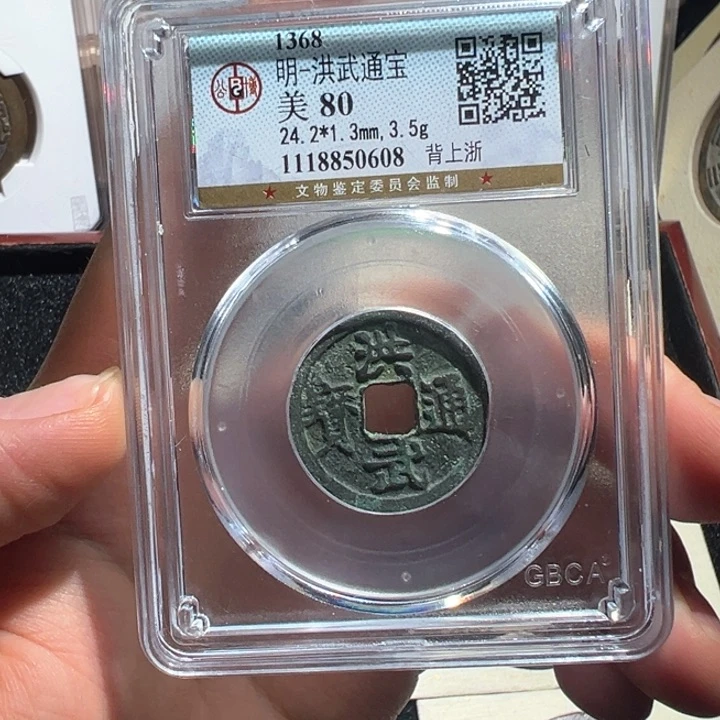 1368
明-洪武通宝
美 80
24.2*1.3mm,3.5g
1118850608 背上浙
★ 文物鉴定委员会监制 ★
洪武通寳
GBCA